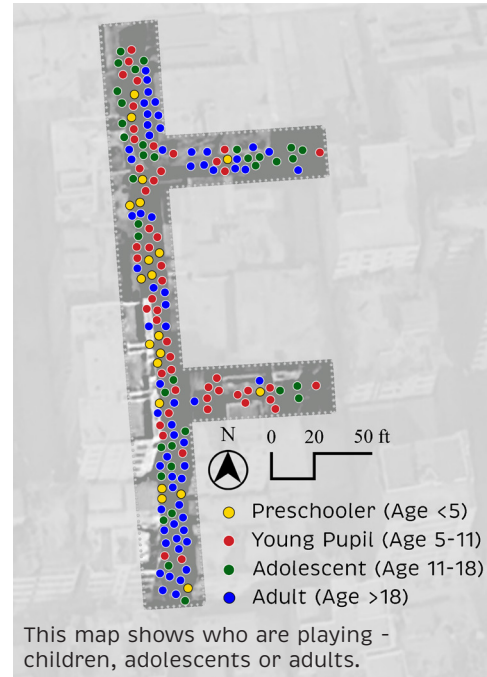 N
0 20 50 ft
Preschooler (Age <5)
Young Pupil (Age 5-11)
Adolescent (Age 11-18)
Adult (Age >18)
This map shows who are playing -
children, adolescents or adults.